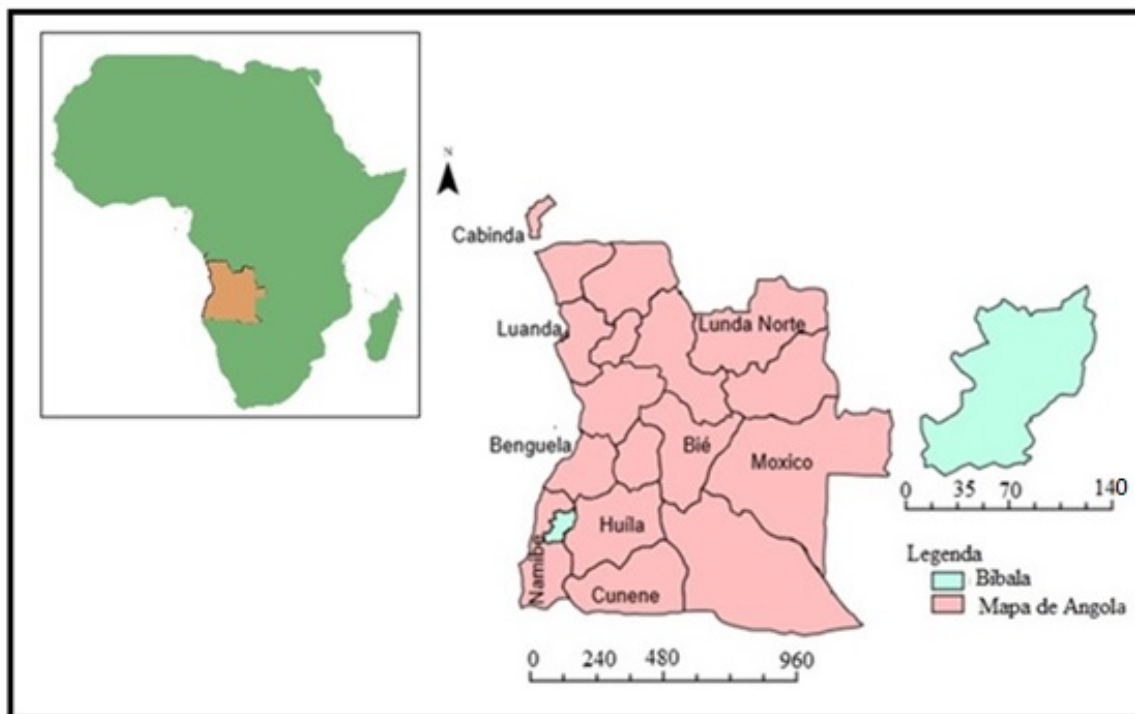 N
Cabinda
Luanda
Lunda Norte
Benguela
Bié
Moxico
Huíla
Namibe
Cunene
0 240 480 960
0 35 70 140
Legenda
Bibala
Mapa de Angola